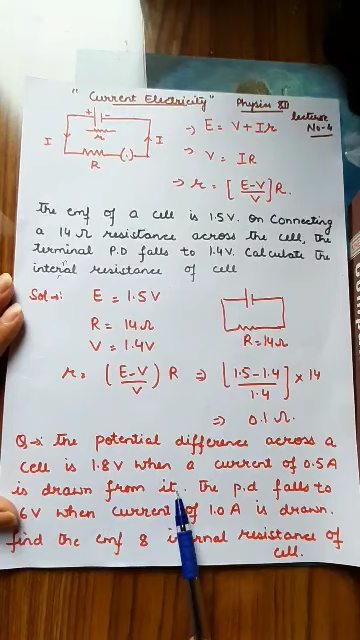 "Current Electricity" Physics XII
lecture No-4
+ -
r
I I
R
→ E = V + Ir
→ V = IR
→ r = [E-V/V] R.
The emf of a cell is 1.5V. On connecting
a 14Ω resistance across the cell, the
terminal P.D falls to 1.4V. Calculate the
interal resistance of cell.
Sol→: E = 1.5V
R = 14Ω
V = 1.4V
R = 14Ω
r = (E-V/V) R ⇒ [1.5-1.4/1.4] × 14
⇒ 0.1 Ω.
Q→ The potential difference across a
cell is 1.8V when a current of 0.5A
is drawn from it. The p.d falls to
6V when current of 1.0A is drawn.
find the emf & internal resistance of
cell.